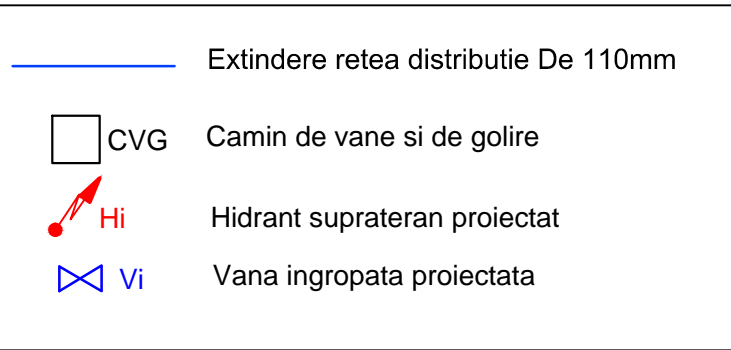 Extindere retea distributie De 110mm
CVG Camin de vane si de golire
Hi Hidrant suprateran proiectat
Vi Vana ingropata proiectata